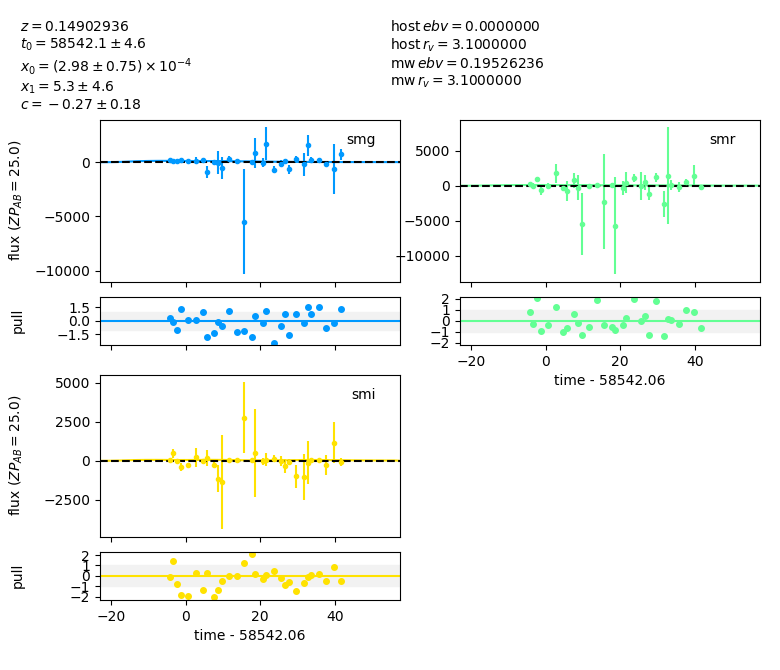 z = 0.14902936
t₀ = 58542.1 ± 4.6
x₀ = (2.98 ± 0.75) × 10⁻⁴
x₁ = 5.3 ± 4.6
c = −0.27 ± 0.18
host ebv = 0.0000000
host r_v = 3.1000000
mw ebv = 0.19526236
mw r_v = 3.1000000
smg
0
−5000
−10000
flux (ZP_AB = 25.0)
1.5
0.0
−1.5
pull
smr
5000
0
−5000
−10000
2
1
0
−1
−2
−20 0 20 40
time - 58542.06
smi
5000
2500
0
−2500
flux (ZP_AB = 25.0)
2
1
0
−1
−2
pull
−20 0 20 40
time - 58542.06